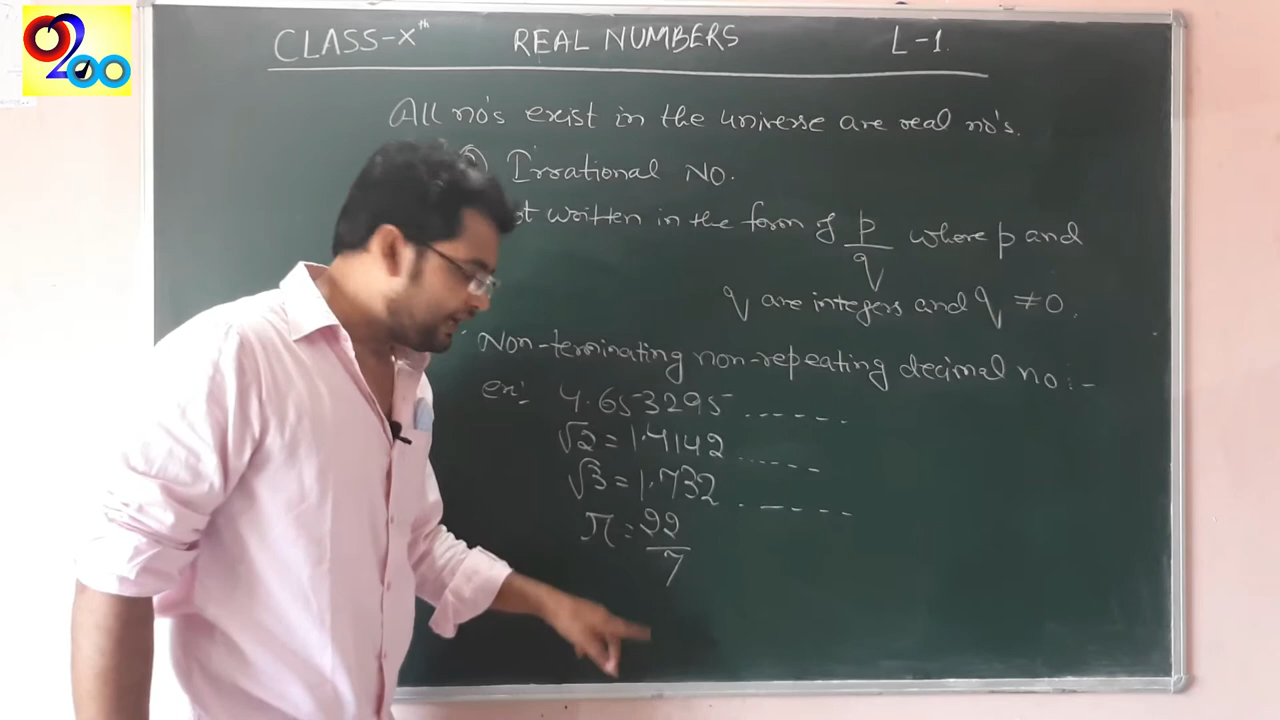 O2OO
CLASS-Xth REAL NUMBERS L-1.
All no's exist in the universe are real no's.
Irrational NO.
written in the form of p/q where p and
q are integers and q ≠ 0.
Non-terminating non-repeating decimal no:-
ex:- 4.653295------
√2 = 1.4142------
√3 = 1.732------
π = 22/7